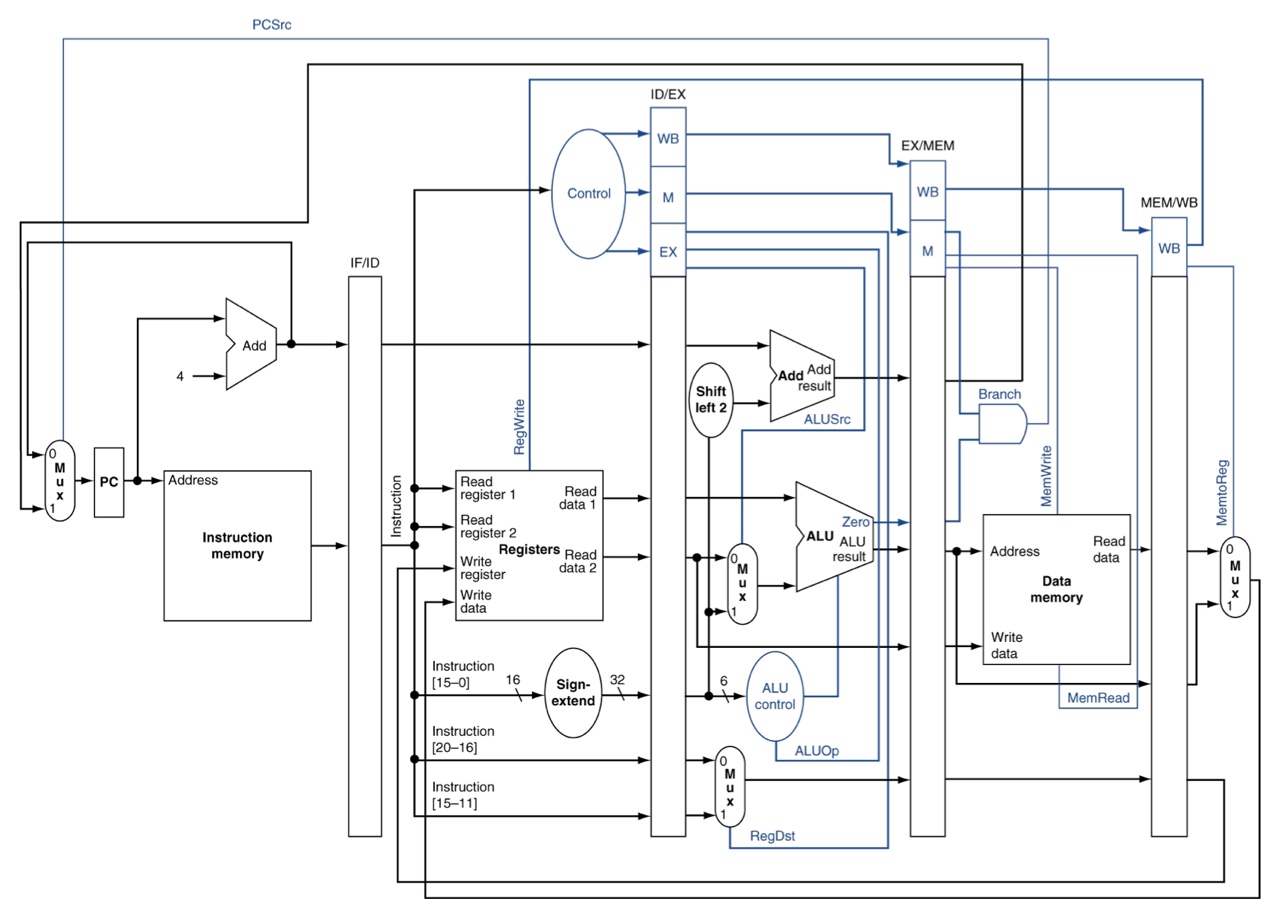 PCSrc
ID/EX
WB
EX/MEM
Control
M
WB
MEM/WB
EX
M
WB
IF/ID
Add
4
Add Add
result
Shift
left 2
ALUSrc
Branch
RegWrite
MemWrite
MemtoReg
0
M
u
x
1
PC
Address
Instruction
memory
Instruction
Read
register 1
Read
register 2
Write
register
Write
data
Registers
Read
data 1
Read
data 2
0
M
u
x
1
Zero
ALU
ALU
result
Address
Read
data
Data
memory
Write
data
MemRead
0
M
u
x
1
Instruction
[15–0]
16
Sign-
extend
32
6
ALU
control
ALUOp
Instruction
[20–16]
Instruction
[15–11]
0
M
u
x
1
RegDst